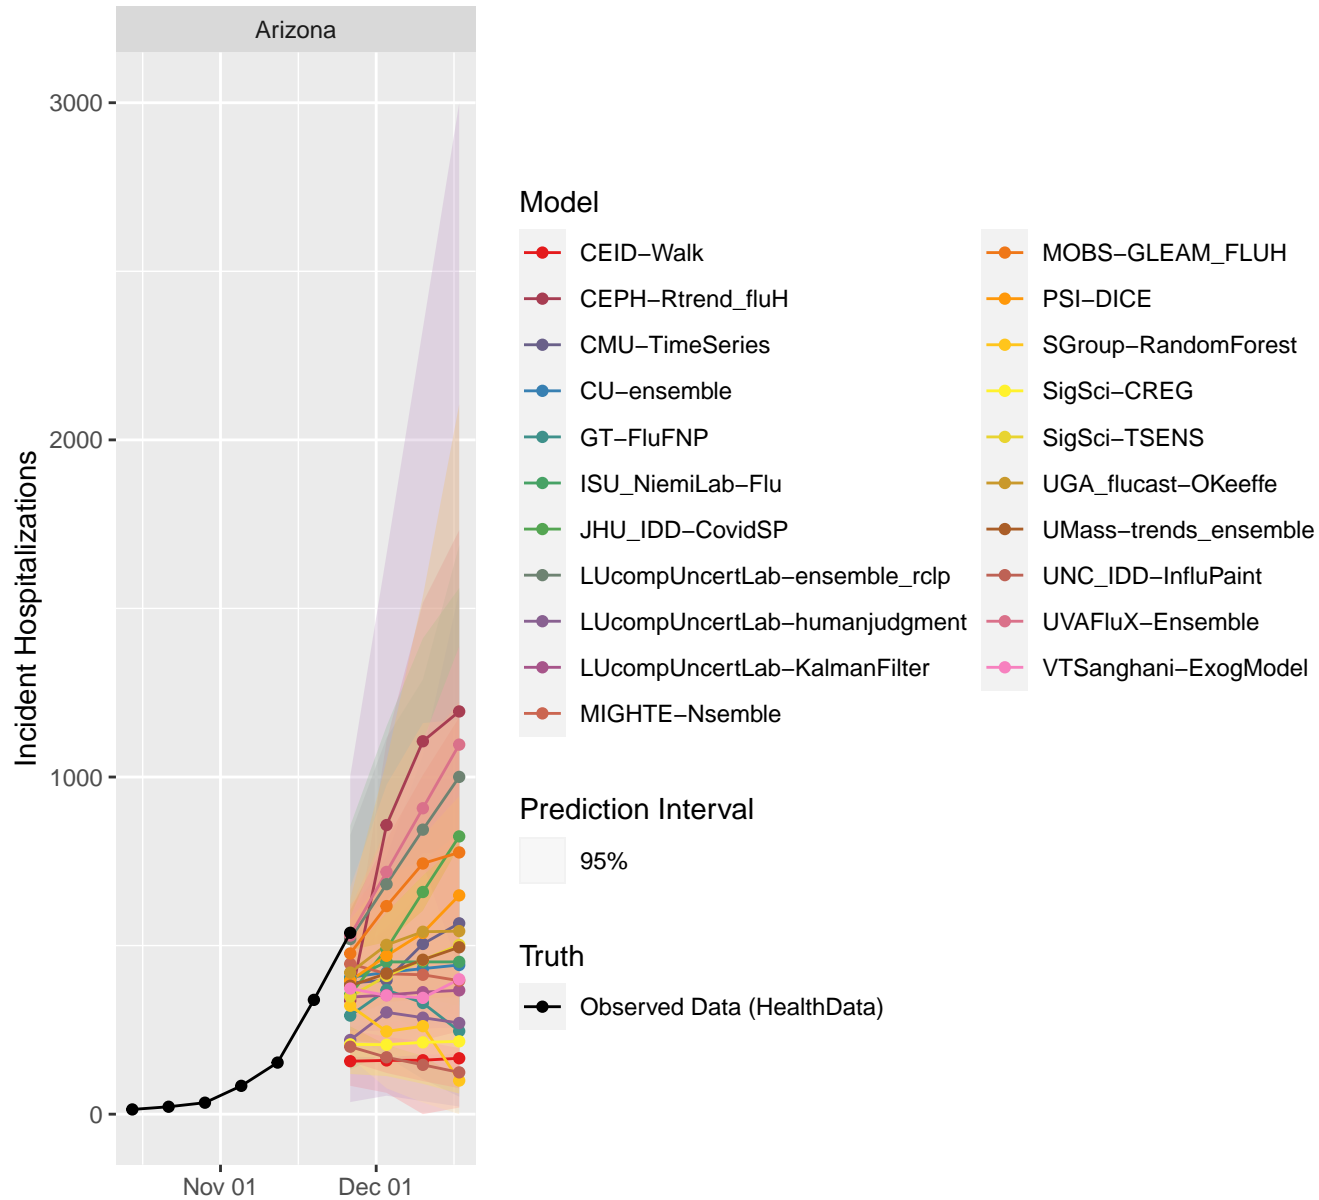 Arizona
3000
2000
1000
0
Incident Hospitalizations
Nov 01
Dec 01
Model
CEID−Walk
CEPH−Rtrend_fluH
CMU−TimeSeries
CU−ensemble
GT−FluFNP
ISU_NiemiLab−Flu
JHU_IDD−CovidSP
LUcompUncertLab−ensemble_rclp
LUcompUncertLab−humanjudgment
LUcompUncertLab−KalmanFilter
MIGHTE−Nsemble
MOBS−GLEAM_FLUH
PSI−DICE
SGroup−RandomForest
SigSci−CREG
SigSci−TSENS
UGA_flucast−OKeeffe
UMass−trends_ensemble
UNC_IDD−InfluPaint
UVAFluX−Ensemble
VTSanghani−ExogModel
Prediction Interval
95%
Truth
Observed Data (HealthData)